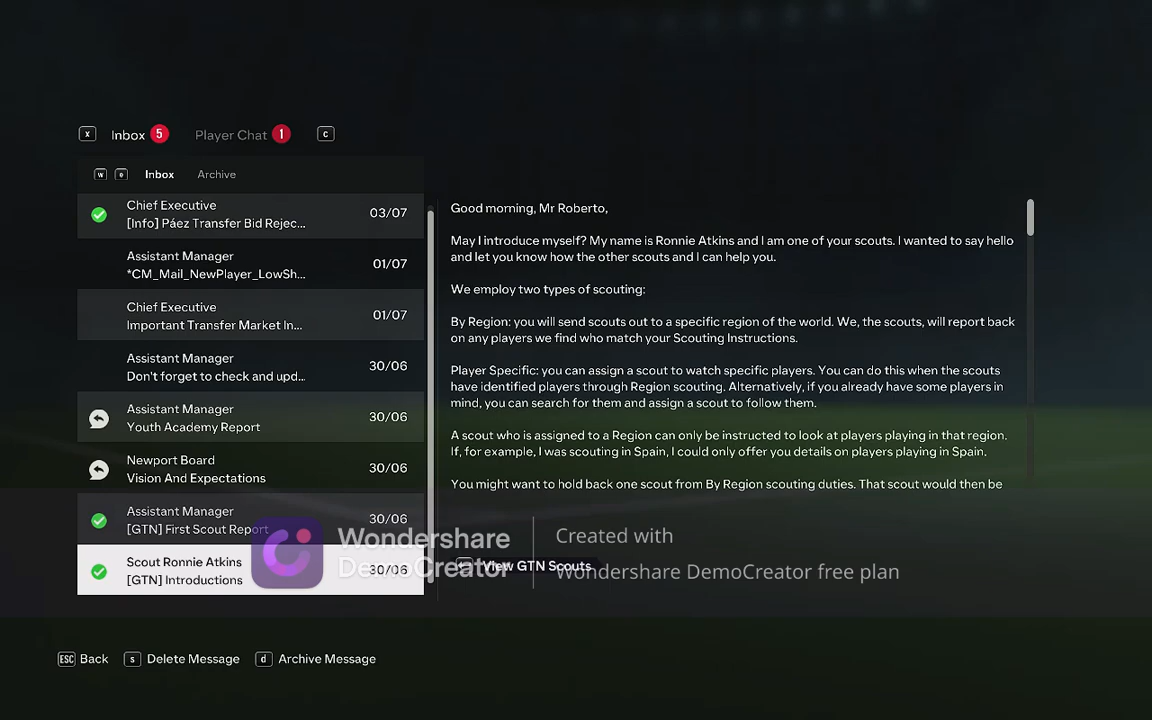 X Inbox 5 Player Chat 1 C
w e Inbox Archive
Chief Executive
[Info] Páez Transfer Bid Rejec...
03/07
Assistant Manager
*CM_Mail_NewPlayer_LowSh...
01/07
Chief Executive
Important Transfer Market In...
01/07
Assistant Manager
Don't forget to check and upd...
30/06
Assistant Manager
Youth Academy Report
30/06
Newport Board
Vision And Expectations
30/06
Assistant Manager
[GTN] First Scout Report
30/06
Scout Ronnie Atkins
[GTN] Introductions
30/06
Good morning, Mr Roberto,
May I introduce myself? My name is Ronnie Atkins and I am one of your scouts. I wanted to say hello
and let you know how the other scouts and I can help you.
We employ two types of scouting:
By Region: you will send scouts out to a specific region of the world. We, the scouts, will report back
on any players we find who match your Scouting Instructions.
Player Specific: you can assign a scout to watch specific players. You can do this when the scouts
have identified players through Region scouting. Alternatively, if you already have some players in
mind, you can search for them and assign a scout to follow them.
A scout who is assigned to a Region can only be instructed to look at players playing in that region.
If, for example, I was scouting in Spain, I could only offer you details on players playing in Spain.
You might want to hold back one scout from By Region scouting duties. That scout would then be
View GTN Scouts
Wondershare
DemoCreator
Created with
Wondershare DemoCreator free plan
ESC Back s Delete Message d Archive Message